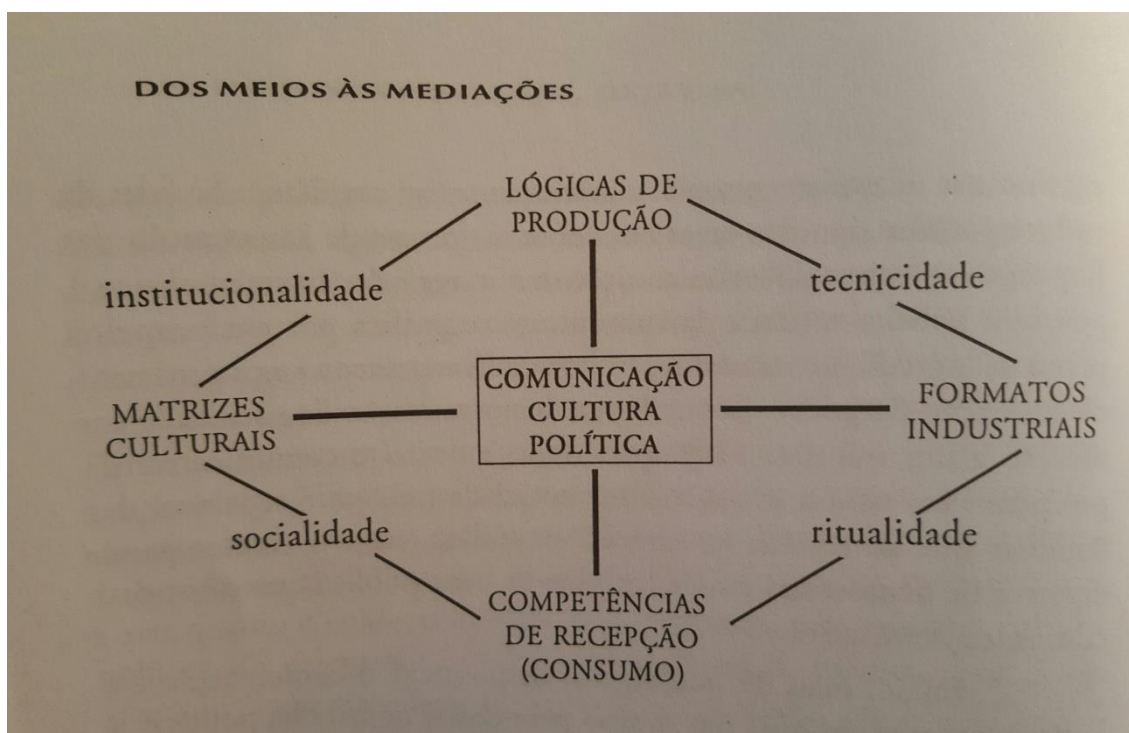 DOS MEIOS ÀS MEDIAÇÕES
LÓGICAS DE
PRODUÇÃO
institucionalidade
tecnicidade
MATRIZES
CULTURAIS
COMUNICAÇÃO
CULTURA
POLÍTICA
FORMATOS
INDUSTRIAIS
socialidade
ritualidade
COMPETÊNCIAS
DE RECEPÇÃO
(CONSUMO)